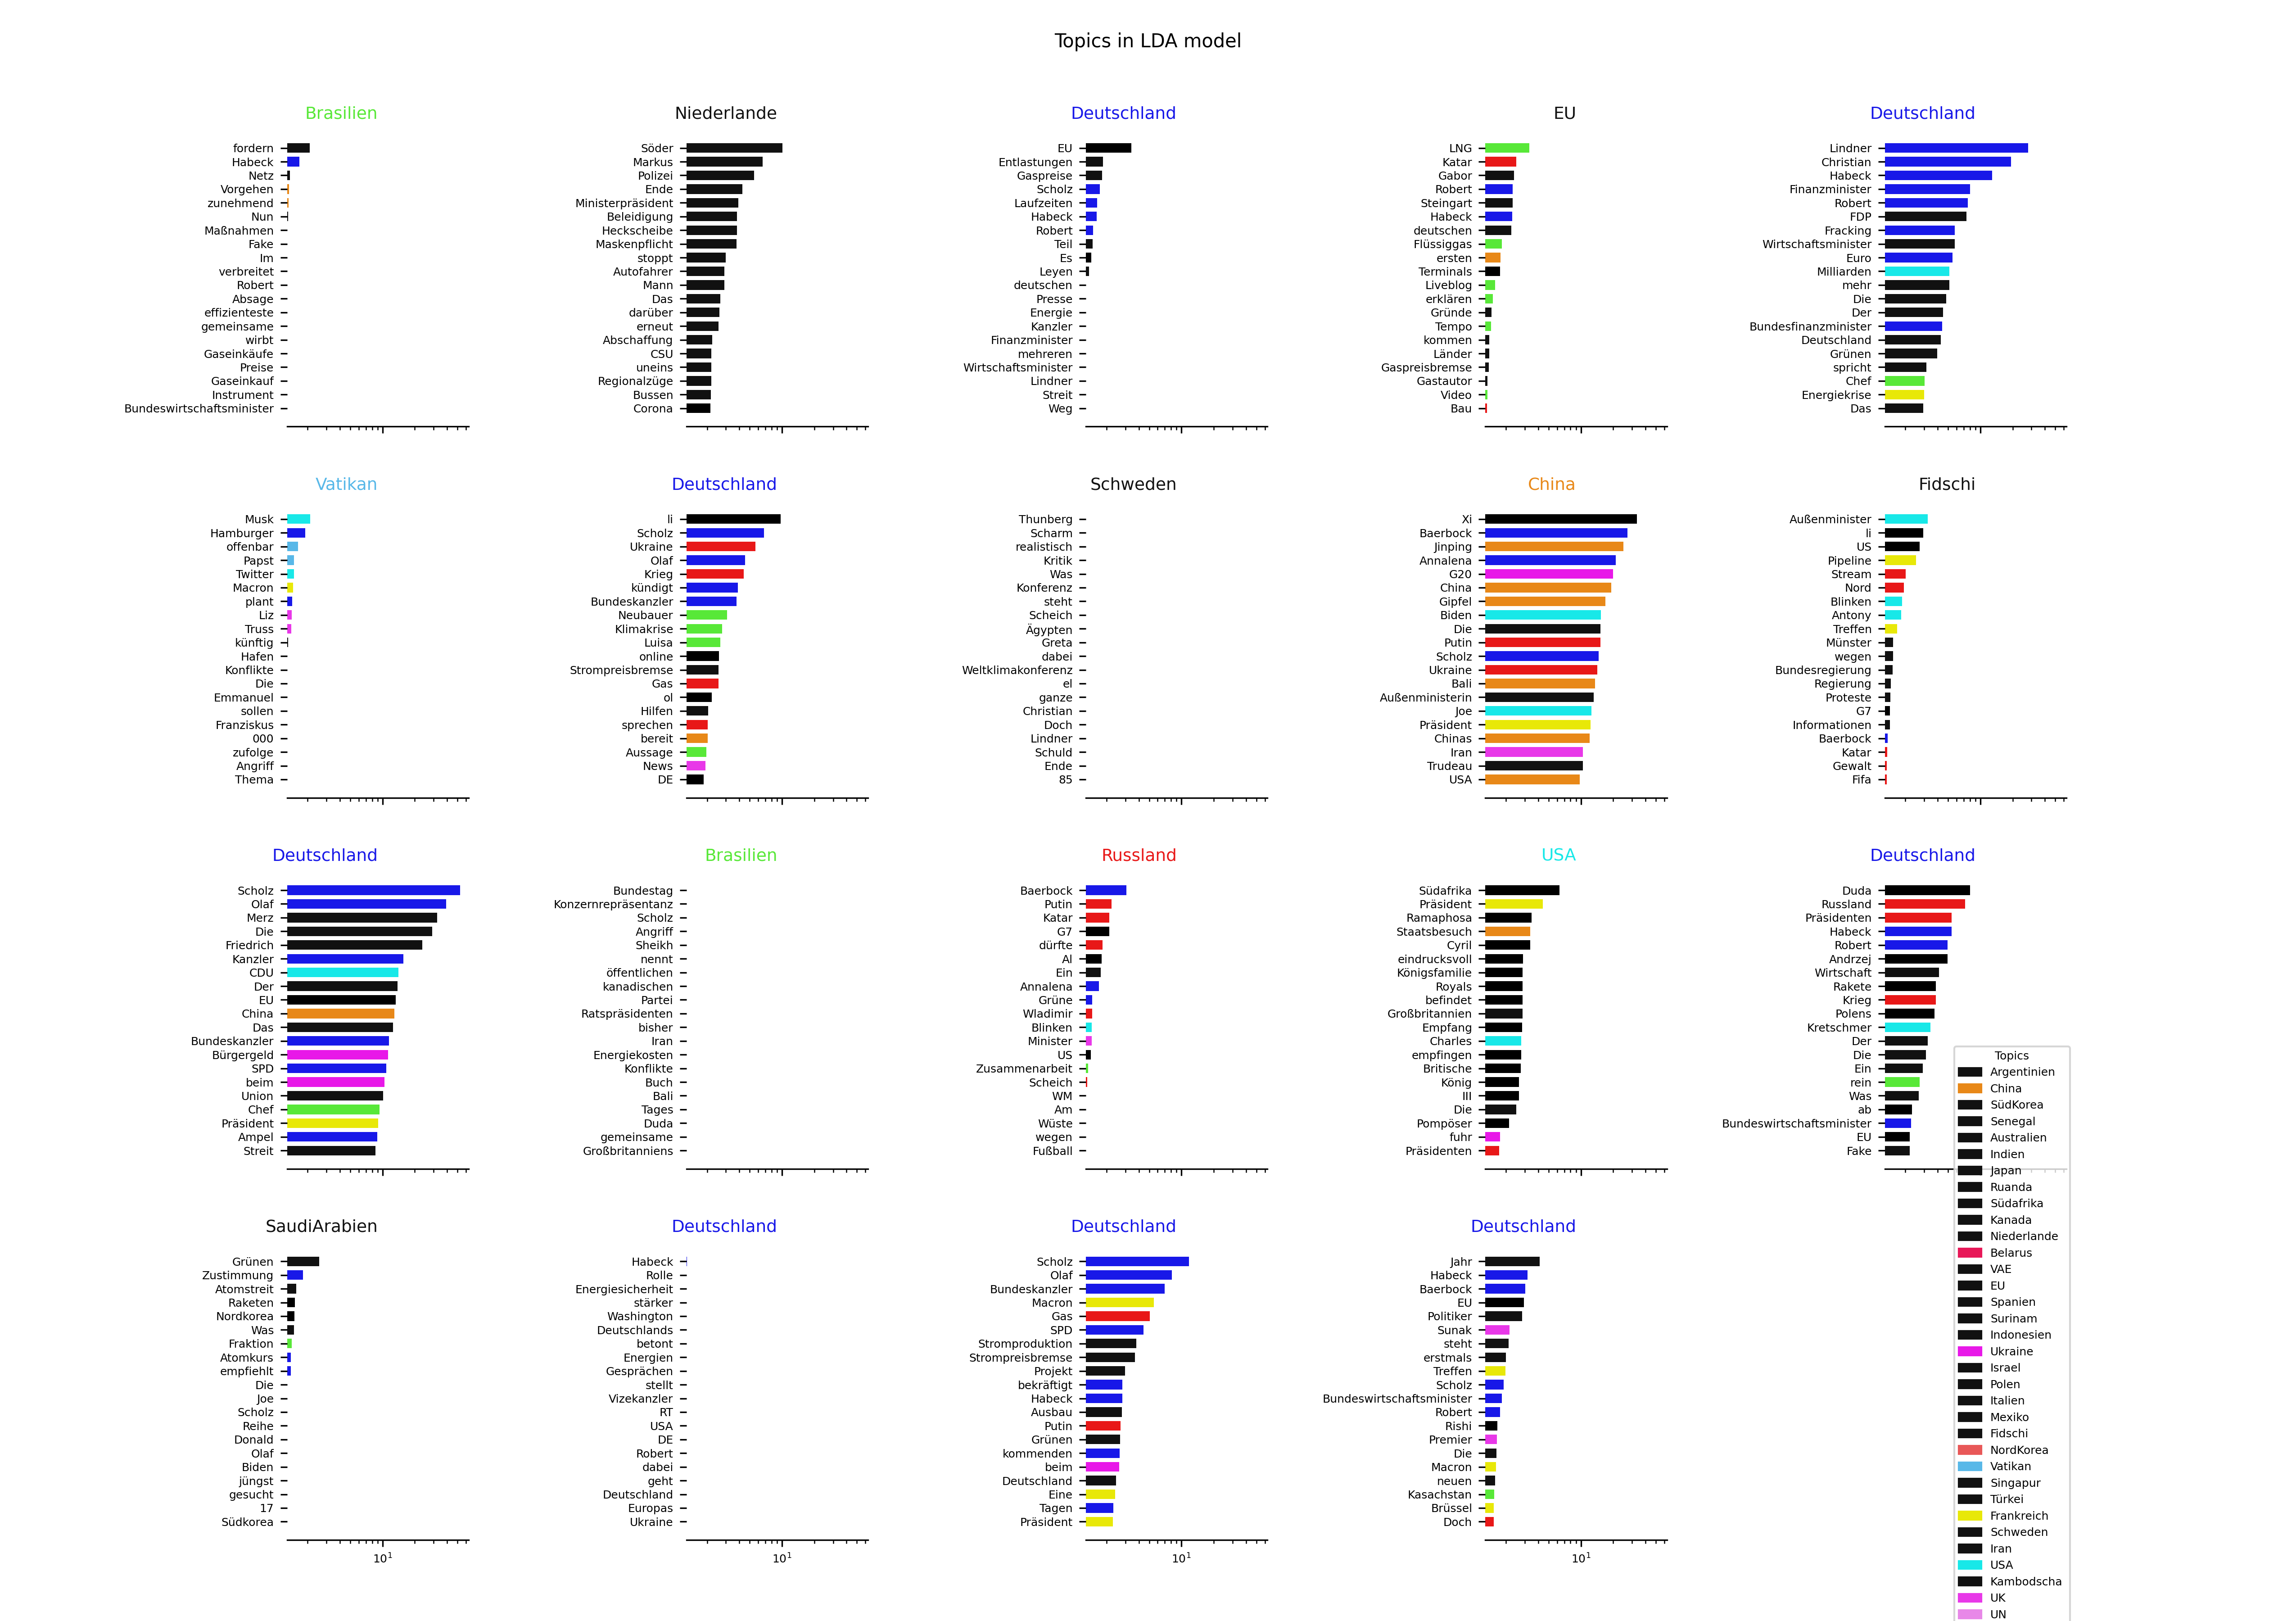 Topics in LDA model
Brasilien
fordern
Habeck
Netz
Vorgehen
zunehmend
Nun
Maßnahmen
Fake
Im
verbreitet
Robert
Absage
effizienteste
gemeinsame
wirbt
Gaseinkäufe
Preise
Gaseinkauf
Instrument
Bundeswirtschaftsminister
Niederlande
Söder
Markus
Polizei
Ende
Ministerpräsident
Beleidigung
Heckscheibe
Maskenpflicht
stoppt
Autofahrer
Mann
Das
darüber
erneut
Abschaffung
CSU
uneins
Regionalzüge
Bussen
Corona
Deutschland
EU
Entlastungen
Gaspreise
Scholz
Laufzeiten
Habeck
Robert
Teil
Es
Leyen
deutschen
Presse
Energie
Kanzler
Finanzminister
mehreren
Wirtschaftsminister
Lindner
Streit
Weg
EU
LNG
Katar
Gabor
Robert
Steingart
Habeck
deutschen
Flüssiggas
ersten
Terminals
Liveblog
erklären
Gründe
Tempo
kommen
Länder
Gaspreisbremse
Gastautor
Video
Bau
Deutschland
Lindner
Christian
Habeck
Finanzminister
Robert
FDP
Fracking
Wirtschaftsminister
Euro
Milliarden
mehr
Die
Der
Bundesfinanzminister
Deutschland
Grünen
spricht
Chef
Energiekrise
Das
Vatikan
Musk
Hamburger
offenbar
Papst
Twitter
Macron
plant
Liz
Truss
künftig
Hafen
Konflikte
Die
Emmanuel
sollen
Franziskus
000
zufolge
Angriff
Thema
Deutschland
li
Scholz
Ukraine
Olaf
Krieg
kündigt
Bundeskanzler
Neubauer
Klimakrise
Luisa
online
Strompreisbremse
Gas
ol
Hilfen
sprechen
bereit
Aussage
News
DE
Schweden
Thunberg
Scharm
realistisch
Kritik
Was
Konferenz
steht
Scheich
Ägypten
Greta
dabei
Weltklimakonferenz
el
ganze
Christian
Doch
Lindner
Schuld
Ende
85
China
Xi
Baerbock
Jinping
Annalena
G20
China
Gipfel
Biden
Die
Putin
Scholz
Ukraine
Bali
Außenministerin
Joe
Präsident
Chinas
Iran
Trudeau
USA
Fidschi
Außenminister
li
US
Pipeline
Stream
Nord
Blinken
Antony
Treffen
Münster
wegen
Bundesregierung
Regierung
Proteste
G7
Informationen
Baerbock
Katar
Gewalt
Fifa
Deutschland
Scholz
Olaf
Merz
Die
Friedrich
Kanzler
CDU
Der
EU
China
Das
Bundeskanzler
Bürgergeld
SPD
beim
Union
Chef
Präsident
Ampel
Streit
Brasilien
Bundestag
Konzernrepräsentanz
Scholz
Angriff
Sheikh
nennt
öffentlichen
kanadischen
Partei
Ratspräsidenten
bisher
Iran
Energiekosten
Konflikte
Buch
Bali
Tages
Duda
gemeinsame
Großbritanniens
Russland
Baerbock
Putin
Katar
G7
dürfte
Al
Ein
Annalena
Grüne
Wladimir
Blinken
Minister
US
Zusammenarbeit
Scheich
WM
Am
Wüste
wegen
Fußball
USA
Südafrika
Präsident
Ramaphosa
Staatsbesuch
Cyril
eindrucksvoll
Königsfamilie
Royals
befindet
Großbritannien
Empfang
Charles
empfingen
Britische
König
III
Die
Pompöser
fuhr
Präsidenten
Deutschland
Duda
Russland
Präsidenten
Habeck
Robert
Andrzej
Wirtschaft
Rakete
Krieg
Polens
Kretschmer
Der
Die
Ein
rein
Was
ab
Bundeswirtschaftsminister
EU
Fake
SaudiArabien
Grünen
Zustimmung
Atomstreit
Raketen
Nordkorea
Was
Fraktion
Atomkurs
empfiehlt
Die
Joe
Scholz
Reihe
Donald
Olaf
Biden
jüngst
gesucht
17
Südkorea
10¹
Deutschland
Habeck
Rolle
Energiesicherheit
stärker
Washington
Deutschlands
betont
Energien
Gesprächen
stellt
Vizekanzler
RT
USA
DE
Robert
dabei
geht
Deutschland
Europas
Ukraine
10¹
Deutschland
Scholz
Olaf
Bundeskanzler
Macron
Gas
SPD
Stromproduktion
Strompreisbremse
Projekt
bekräftigt
Habeck
Ausbau
Putin
Grünen
kommenden
beim
Deutschland
Eine
Tagen
Präsident
10¹
Deutschland
Jahr
Habeck
Baerbock
EU
Politiker
Sunak
steht
erstmals
Treffen
Scholz
Bundeswirtschaftsminister
Robert
Rishi
Premier
Die
Macron
neuen
Kasachstan
Brüssel
Doch
10¹
Topics
Argentinien
China
SüdKorea
Senegal
Australien
Indien
Japan
Ruanda
Südafrika
Kanada
Niederlande
Belarus
VAE
EU
Spanien
Surinam
Indonesien
Ukraine
Israel
Polen
Italien
Mexiko
Fidschi
NordKorea
Vatikan
Singapur
Türkei
Frankreich
Schweden
Iran
USA
Kambodscha
UK
UN